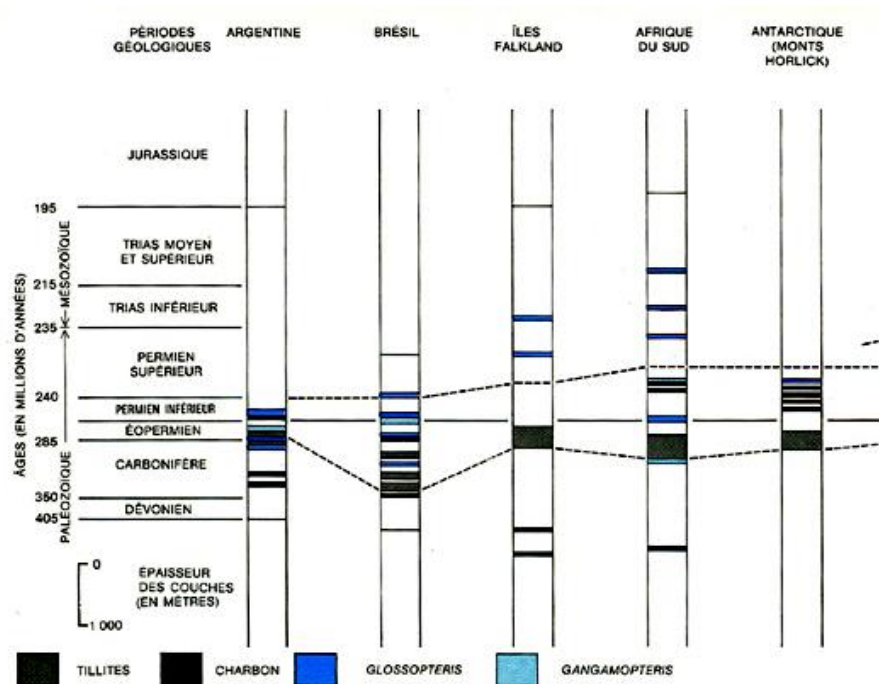 PÉRIODES
GÉOLOGIQUES
ARGENTINE
BRÉSIL
ÎLES
FALKLAND
AFRIQUE
DU SUD
ANTARCTIQUE
(MONTS
HORLICK)
ÂGES (EN MILLIONS D'ANNÉES)
PALÉOZOÏQUE
MÉSOZOÏQUE
JURASSIQUE
195
TRIAS MOYEN
ET SUPÉRIEUR
215
TRIAS INFÉRIEUR
235
PERMIEN
SUPÉRIEUR
240
PERMIEN INFÉRIEUR
ÉOPERMIEN
285
CARBONIFÈRE
350
DÉVONIEN
405
0
1 000
ÉPAISSEUR
DES COUCHES
(EN MÈTRES)
TILLITES
CHARBON
GLOSSOPTERIS
GANGAMOPTERIS